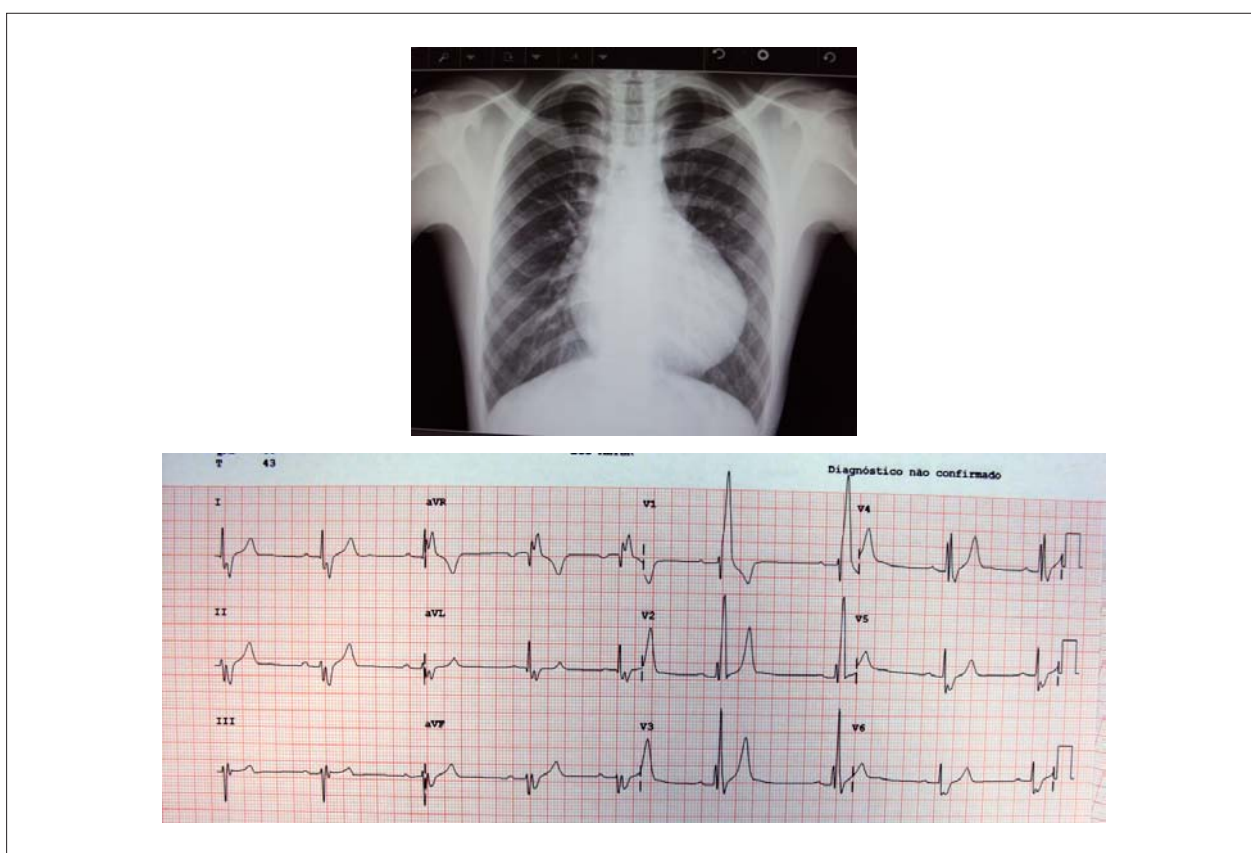 T 43
Diagnóstico não confirmado
I aVR V1 V4
II aVL V2 V5
III aVF V3 V6